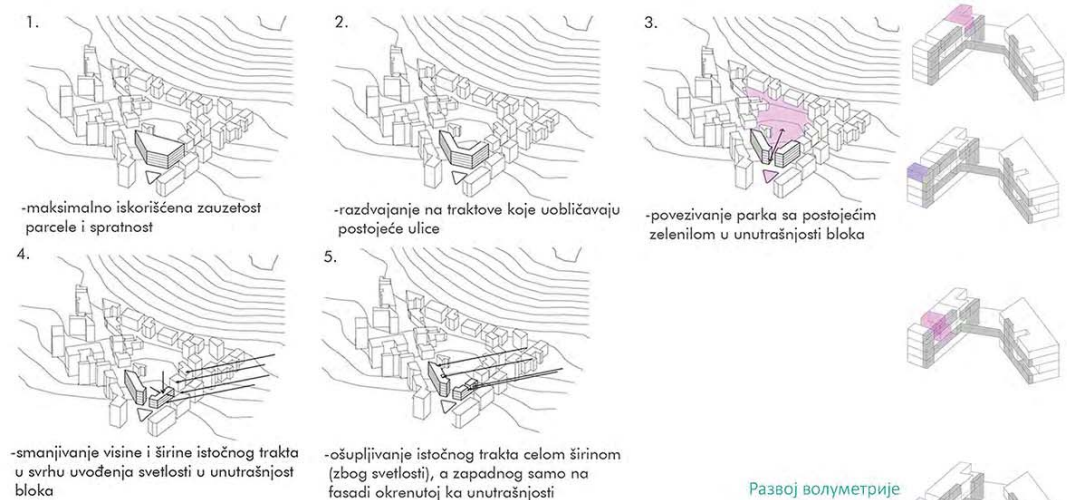 1.
-maksimalno iskorišćena zauzetost
parcele i spratnost
2.
-razdvajanje na traktove koje uobličavaju
postojeće ulice
3.
-povezivanje parka sa postojećim
zelenilom u unutrašnjosti bloka
4.
-smanjivanje visine i širine istočnog trakta
u svrhu uvođenja svetlosti u unutrašnjost
bloka
5.
-ošupljivanje istočnog trakta celom širinom
(zbog svetlosti), a zapadnog samo na
fasadi okrenutoj ka unutrašnjosti
Развој волуметрије